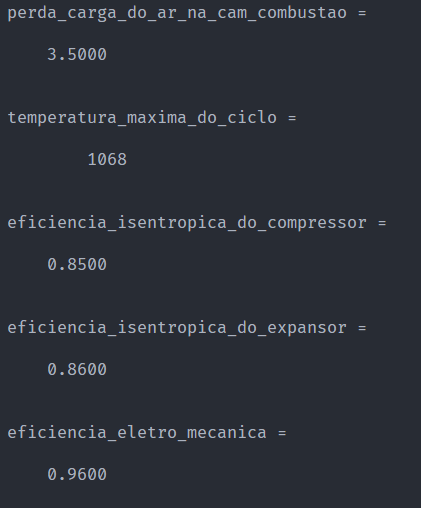 perda_carga_do_ar_na_cam_combustao =
3.5000
temperatura_maxima_do_ciclo =
1068
eficiencia_isentropica_do_compressor =
0.8500
eficiencia_isentropica_do_expansor =
0.8600
eficiencia_eletro_mecanica =
0.9600